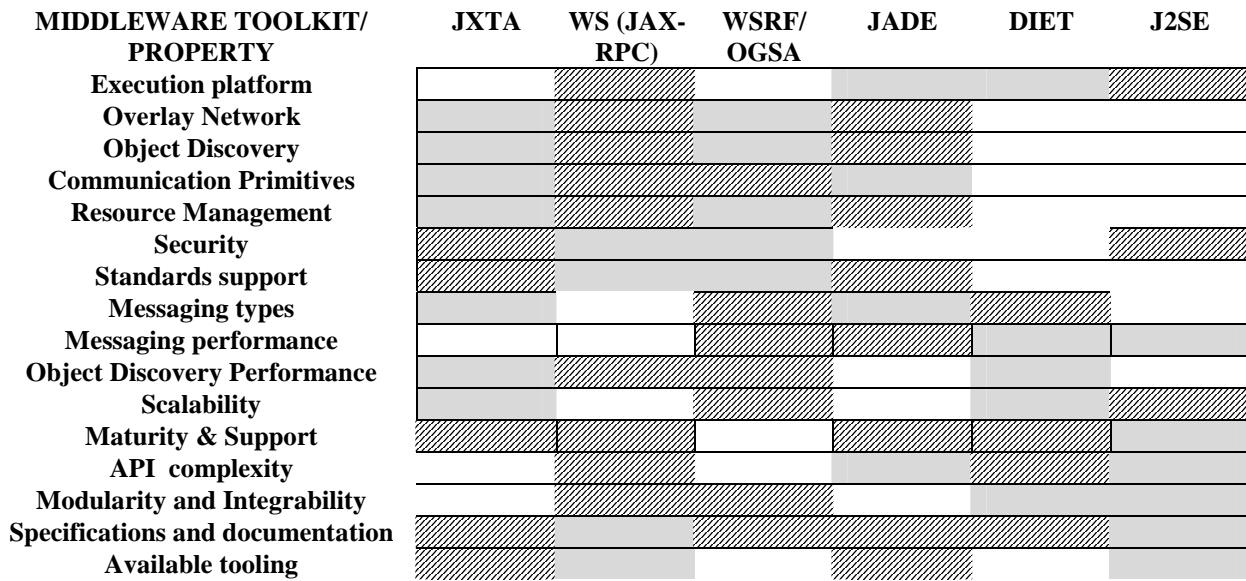 MIDDLEWARE TOOLKIT/ JXTA WS (JAX- WSRF/ JADE DIET J2SE
PROPERTY RPC) OGSA
Execution platform
Overlay Network
Object Discovery
Communication Primitives
Resource Management
Security
Standards support
Messaging types
Messaging performance
Object Discovery Performance
Scalability
Maturity & Support
API complexity
Modularity and Integrability
Specifications and documentation
Available tooling